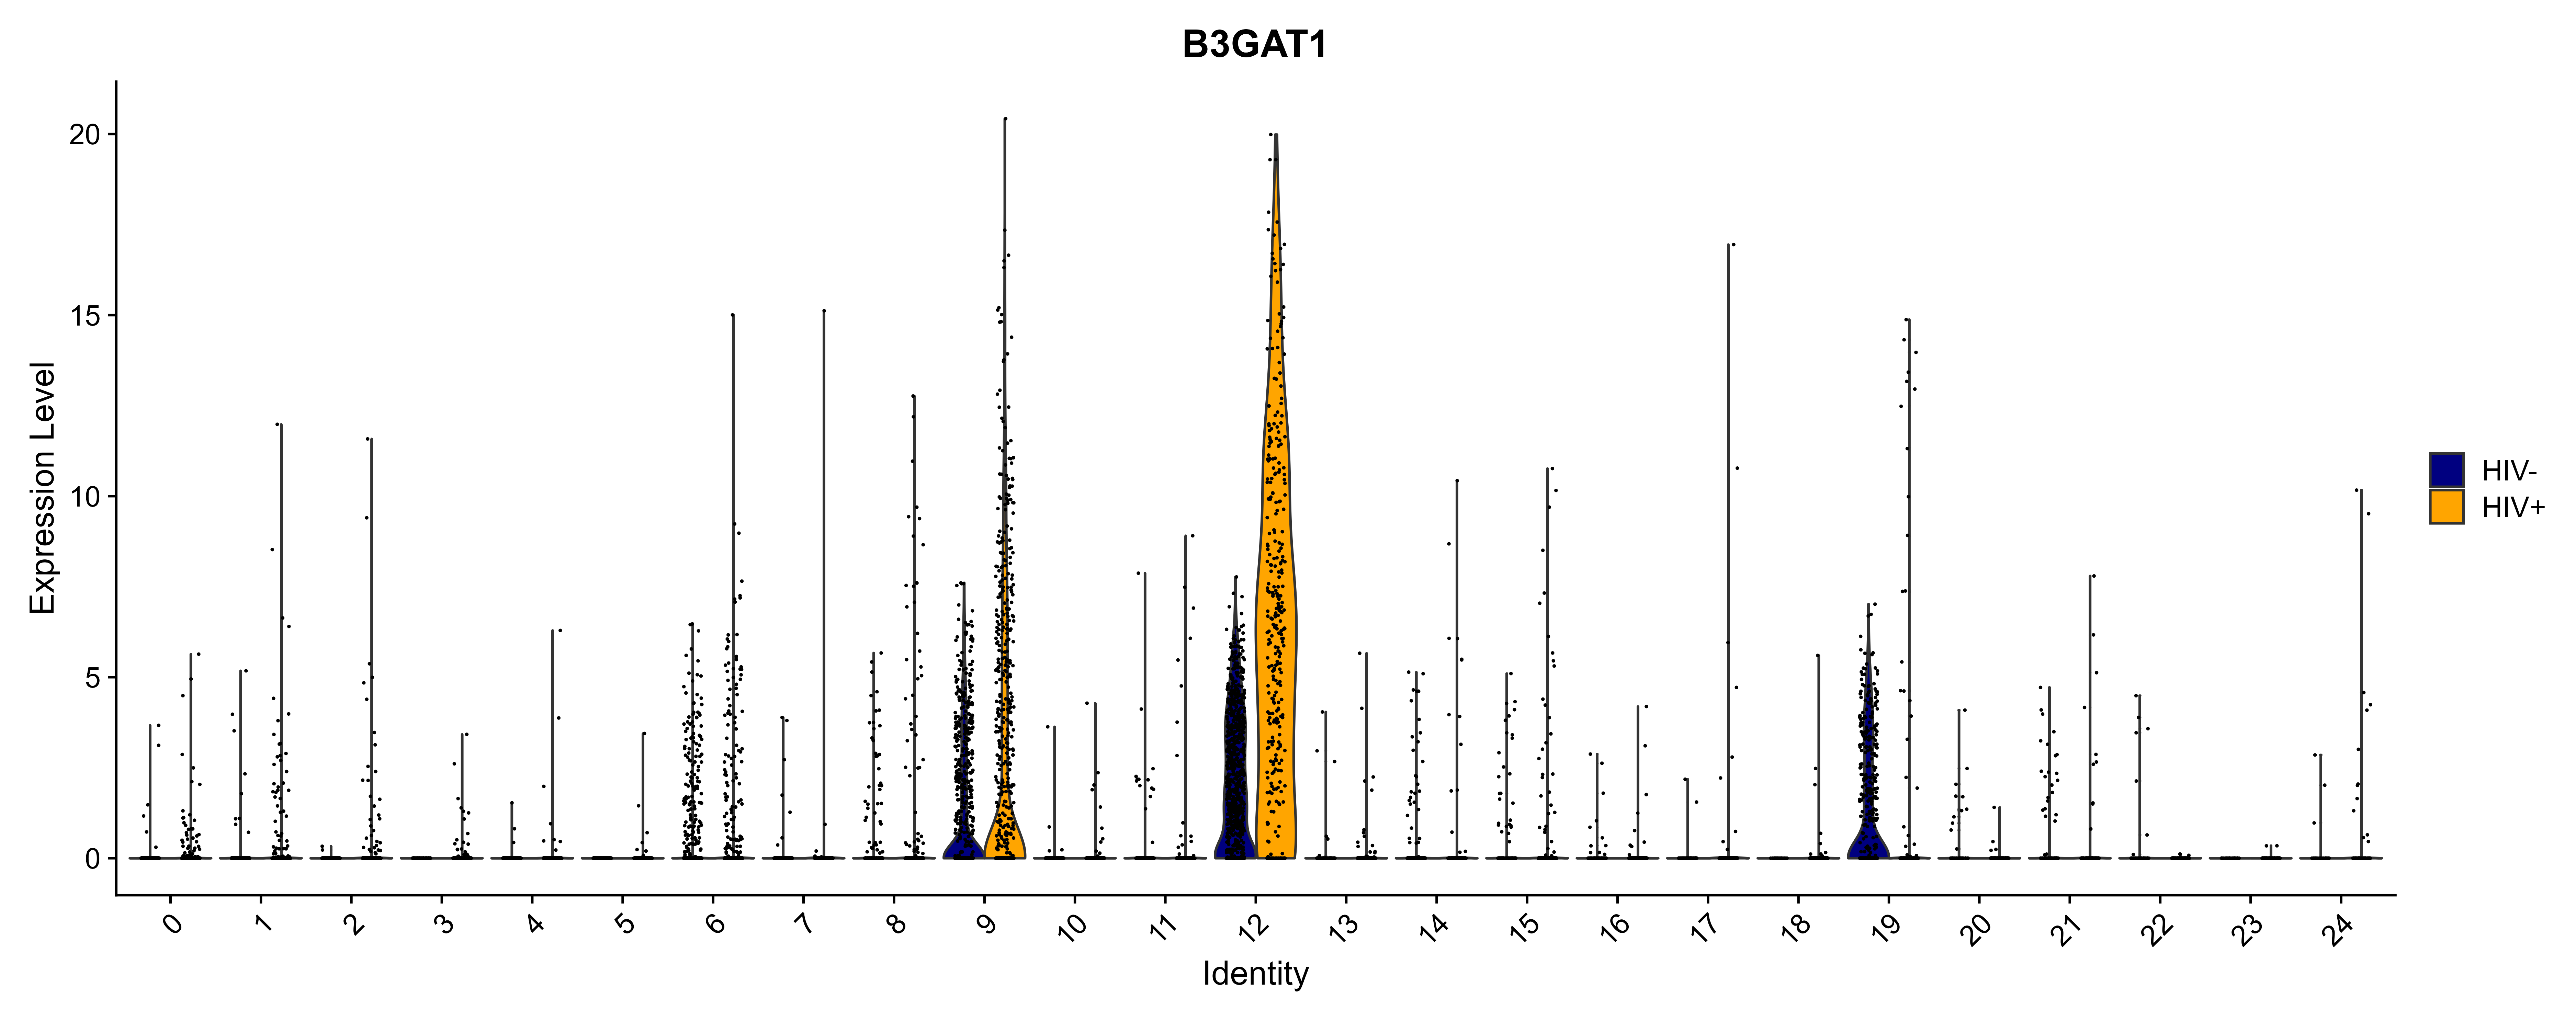 B3GAT1
Expression Level
20
15
10
5
0
0 1 2 3 4 5 6 7 8 9 10 11 12 13 14 15 16 17 18 19 20 21 22 23 24
Identity
HIV-
HIV+